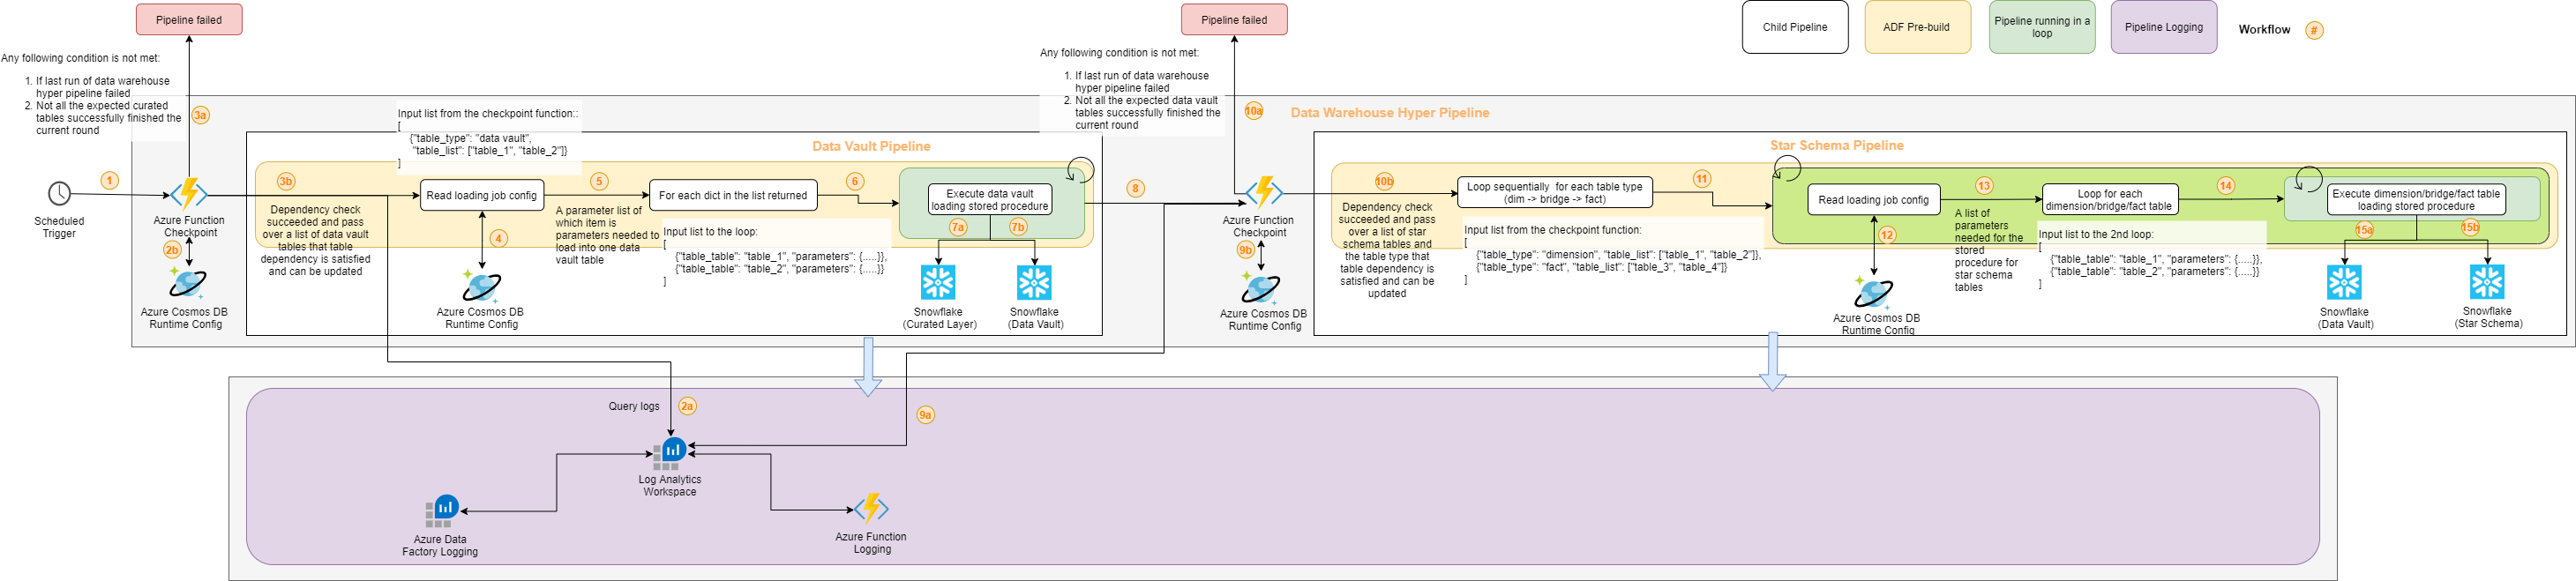 Pipeline failed
Pipeline failed
Child Pipeline
ADF Pre-build
Pipeline running in a
loop
Pipeline Logging
Workflow
#
Any following condition is not met:
1. If last run of data warehouse
hyper pipeline failed
2. Not all the expected curated
tables successfully finished the
current round
3a
Input list from the checkpoint function::
[
{"table_type": "data vault",
"table_list": ["table_1", "table_2"]}
]
Any following condition is not met:
1. If last run of data warehouse
hyper pipeline failed
2. Not all the expected data vault
tables successfully finished the
current round
10a
Data Warehouse Hyper Pipeline
Data Vault Pipeline
Star Schema Pipeline
Scheduled
Trigger
1
Azure Function
Checkpoint
2b
Azure Cosmos DB
Runtime Config
3b
Dependency check
succeeded and pass
over a list of data vault
tables that table
dependency is satisfied
and can be updated
Read loading job config
4
Azure Cosmos DB
Runtime Config
5
A parameter list of
which item is
parameters needed to
load into one data
vault table
For each dict in the list returned
Input list to the loop:
[
{"table_table": "table_1", "parameters": {.....}},
{"table_table": "table_2", "parameters": {.....}}
]
6
Execute data vault
loading stored procedure
7a
7b
Snowflake
(Curated Layer)
Snowflake
(Data Vault)
8
Azure Function
Checkpoint
9b
Azure Cosmos DB
Runtime Config
10b
Dependency check
succeeded and pass
over a list of star
schema tables and
the table type that
table dependency is
satisfied and can be
updated
Loop sequentially for each table type
(dim -> bridge -> fact)
Input list from the checkpoint function:
[
{"table_type": "dimension", "table_list": ["table_1", "table_2"]},
{"table_type": "fact", "table_list": ["table_3", "table_4"]}
]
11
Read loading job config
12
Azure Cosmos DB
Runtime Config
13
A list of
parameters
needed for the
stored
procedure for
star schema
tables
Loop for each
dimension/bridge/fact table
Input list to the 2nd loop:
[
{"table_table": "table_1", "parameters": {.....}},
{"table_table": "table_2", "parameters": {.....}}
]
14
Execute dimension/bridge/fact table
loading stored procedure
15a
15b
Snowflake
(Data Vault)
Snowflake
(Star Schema)
Query logs
2a
9a
Log Analytics
Workspace
Azure Data
Factory Logging
Azure Function
Logging